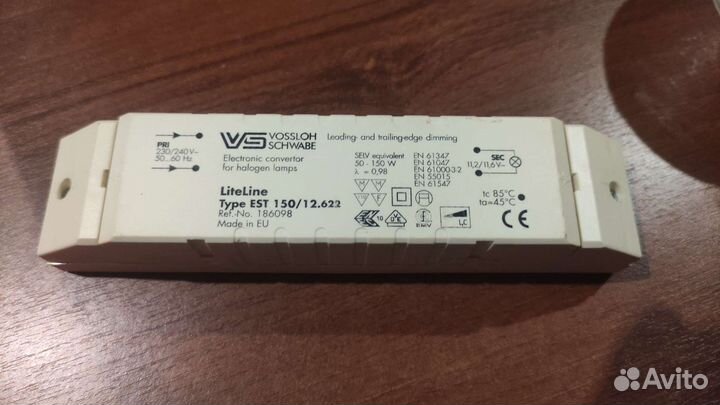 VS VOSSLOH
SCHWABE
Leading- and trailing-edge dimming
PRI
230/240V~
50...60 Hz
Electronic convertor
for halogen lamps
SELV equivalent
50 - 150 W
λ = 0,98
EN 61347
EN 61047
EN 61000-3-2
EN 55015
EN 61547
SEC
11,2/11,6V~
LiteLine
Type EST 150/12.622
Ref.-No. 186098
Made in EU
M M
110 F
10
EMV
L,C
tc 85°C
ta=45°C
CE
Avito